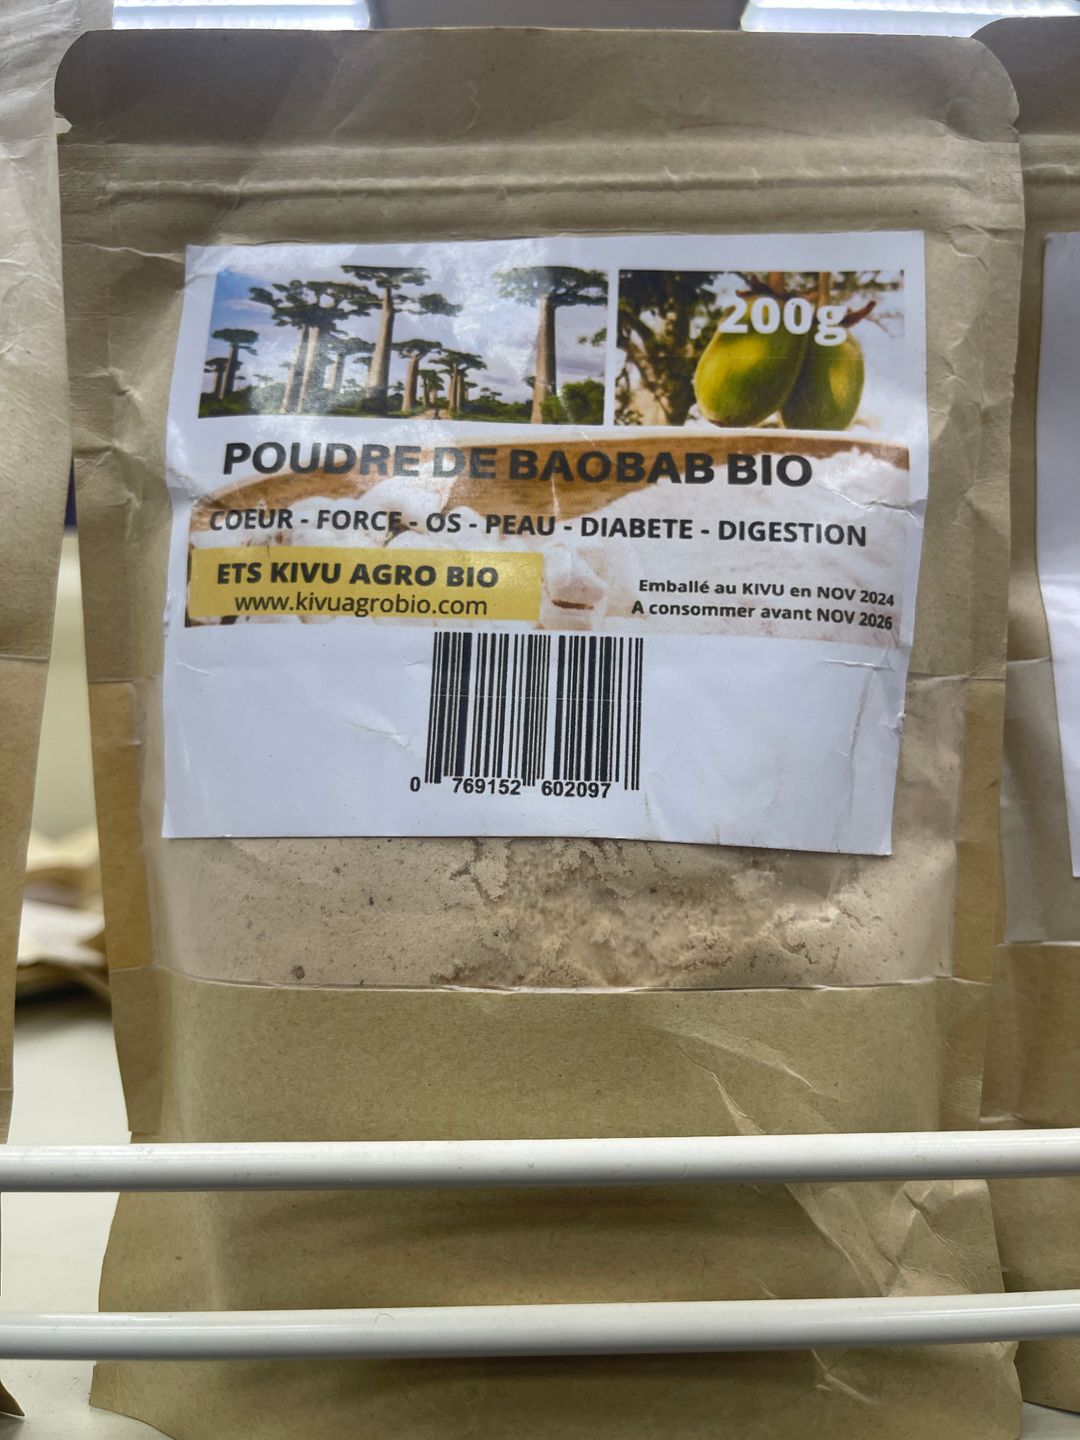 200g
POUDRE DE BAOBAB BIO
COEUR - FORCE - OS - PEAU - DIABETE - DIGESTION
ETS KIVU AGRO BIO
www.kivuagrobio.com
Emballé au KIVU en NOV 2024
A consommer avant NOV 2026
0 769152 602097